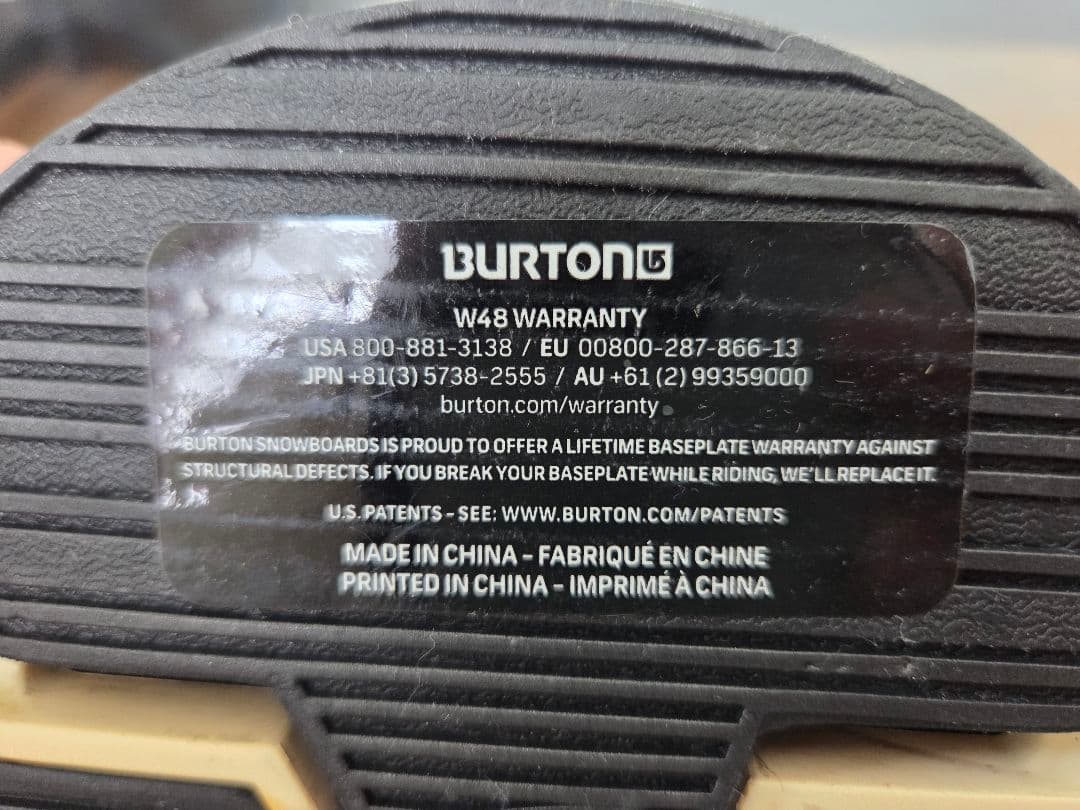 BURTON
W48 WARRANTY
USA 800-881-3138 / EU 00800-287-866-13
JPN +81(3) 5738-2555 / AU +61 (2) 99359000
burton.com/warranty
BURTON SNOWBOARDS IS PROUD TO OFFER A LIFETIME BASEPLATE WARRANTY AGAINST
STRUCTURAL DEFECTS. IF YOU BREAK YOUR BASEPLATE WHILE RIDING, WE'LL REPLACE IT.
U.S. PATENTS - SEE: WWW.BURTON.COM/PATENTS
MADE IN CHINA – FABRIQUÉ EN CHINE
PRINTED IN CHINA – IMPRIMÉ À CHINA